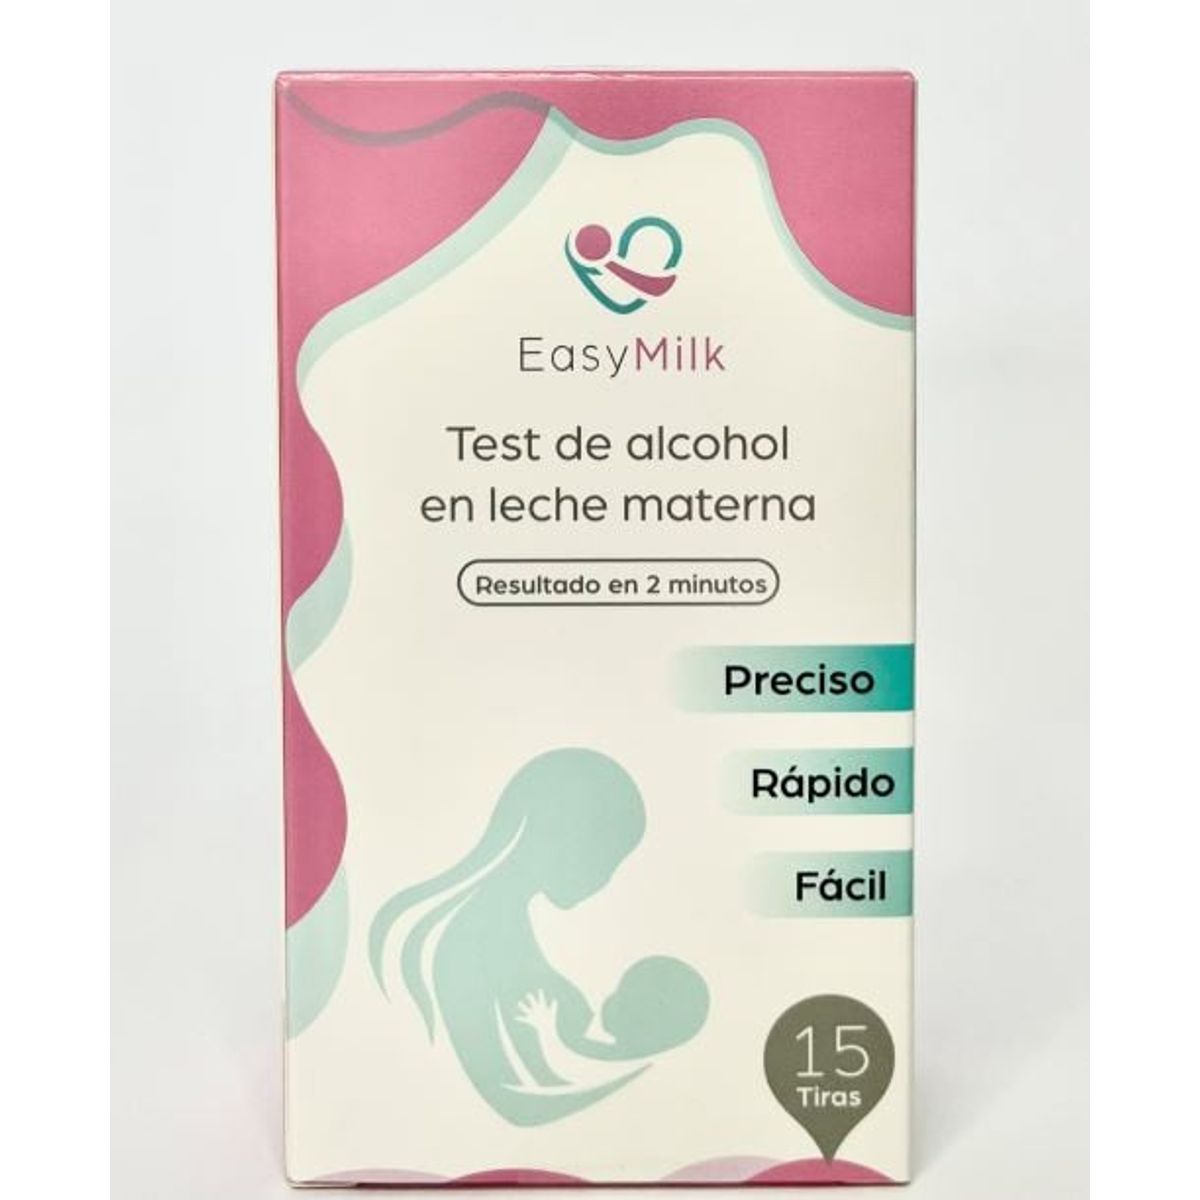 EasyMilk
Test de alcohol
en leche materna
Resultado en 2 minutos
Preciso
Rápido
Fácil
15
Tiras